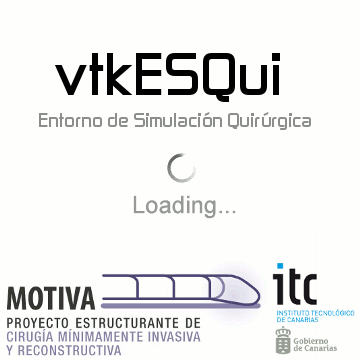 vtkESQui
Entorno de Simulación Quirúrgica
Loading...
MOTIVA
PROYECTO ESTRUCTURANTE DE
CIRUGÍA MÍNIMAMENTE INVASIVA
Y RECONSTRUCTIVA
itc
INSTITUTO TECNOLÓGICO
DE CANARIAS
Gobierno
de Canarias